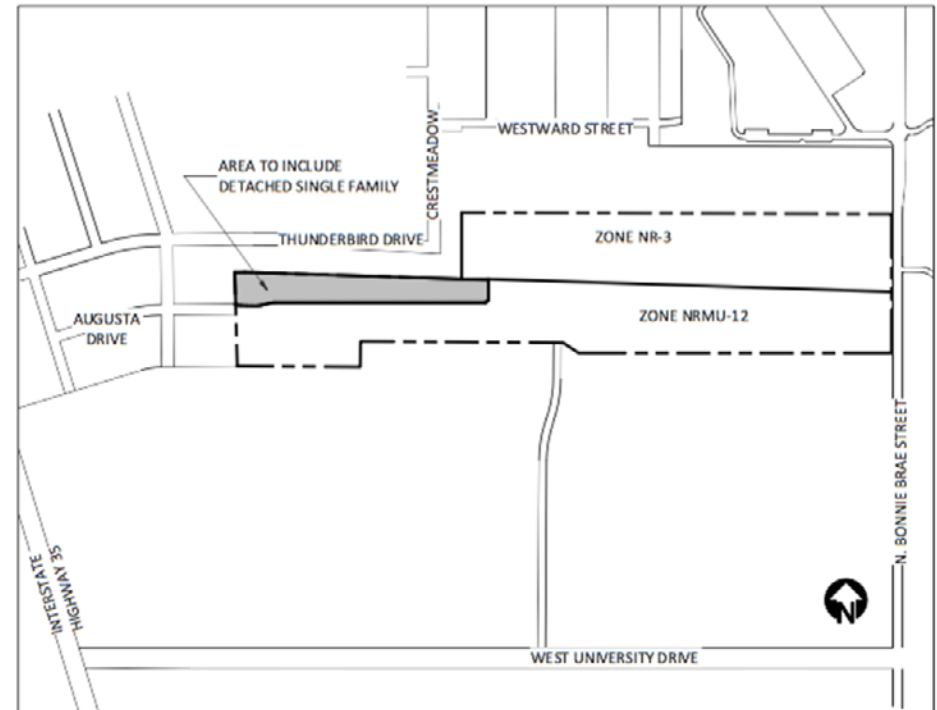 WESTWARD STREET
CRESTMEADOW
AREA TO INCLUDE
DETACHED SINGLE FAMILY
THUNDERBIRD DRIVE
ZONE NR-3
ZONE NRMU-12
AUGUSTA
DRIVE
N. BONNIE BRAE STREET
INTERSTATE
HIGHWAY 35
N
WEST UNIVERSITY DRIVE